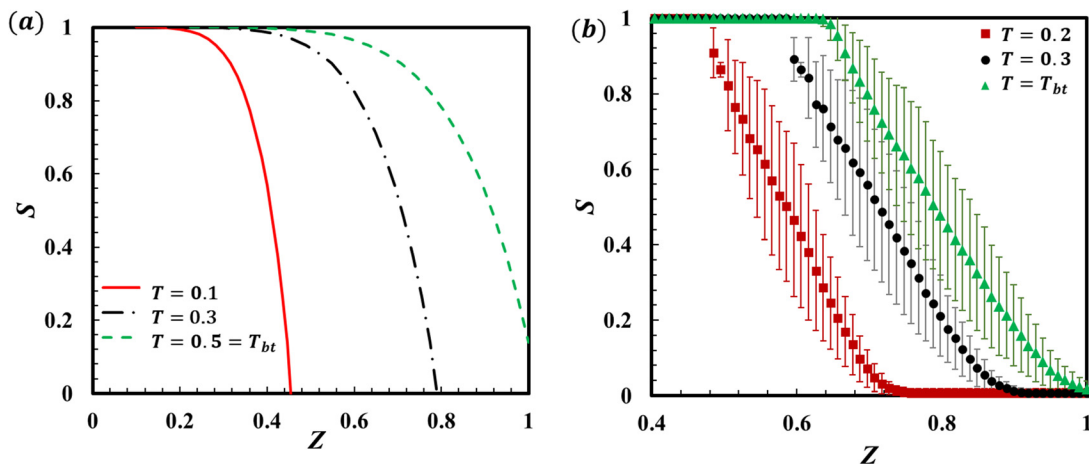 (a)
1
0.8
0.6
0.4
0.2
0
S
T = 0.1
T = 0.3
T = 0.5 = T_bt
0 0.2 0.4 0.6 0.8 1
Z
(b)
1
0.8
0.6
0.4
0.2
0
S
T = 0.2
T = 0.3
T = T_bt
0.4 0.6 0.8 1
Z